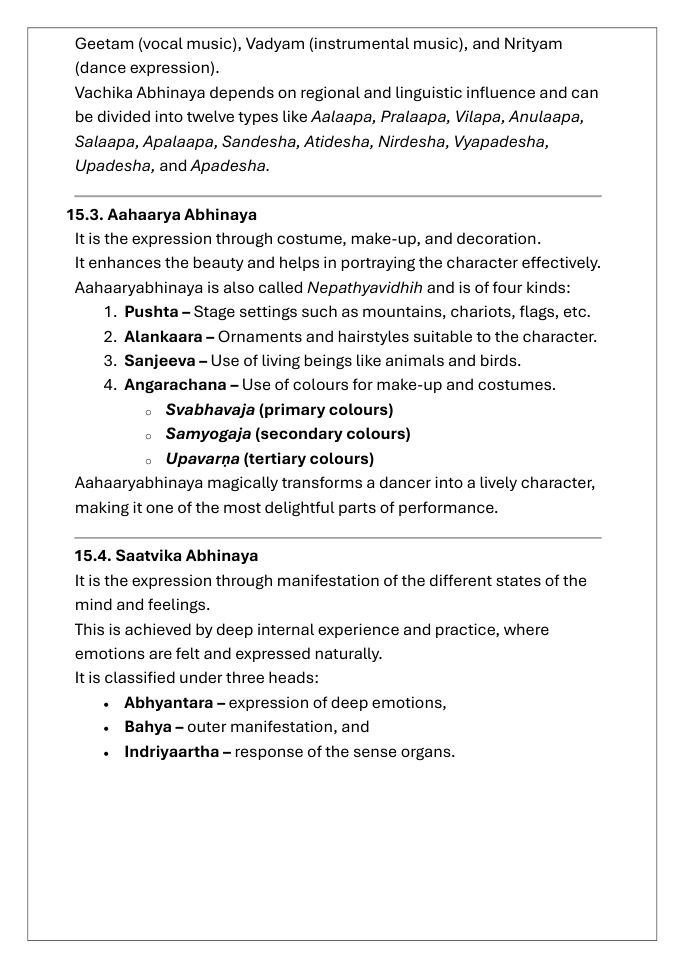 Geetam (vocal music), Vadyam (instrumental music), and Nrityam
(dance expression).
Vachika Abhinaya depends on regional and linguistic influence and can
be divided into twelve types like Aalaapa, Pralaapa, Vilapa, Anulaapa,
Salaapa, Apalaapa, Sandesha, Atidesha, Nirdesha, Vyapadesha,
Upadesha, and Apadesha.
15.3. Aahaarya Abhinaya
It is the expression through costume, make-up, and decoration.
It enhances the beauty and helps in portraying the character effectively.
Aahaaryabhinaya is also called Nepathyavidhih and is of four kinds:
1. Pushta – Stage settings such as mountains, chariots, flags, etc.
2. Alankaara – Ornaments and hairstyles suitable to the character.
3. Sanjeeva – Use of living beings like animals and birds.
4. Angarachana – Use of colours for make-up and costumes.
○ Svabhavaja (primary colours)
○ Samyogaja (secondary colours)
○ Upavarṇa (tertiary colours)
Aahaaryabhinaya magically transforms a dancer into a lively character,
making it one of the most delightful parts of performance.
15.4. Saatvika Abhinaya
It is the expression through manifestation of the different states of the
mind and feelings.
This is achieved by deep internal experience and practice, where
emotions are felt and expressed naturally.
It is classified under three heads:
• Abhyantara – expression of deep emotions,
• Bahya – outer manifestation, and
• Indriyaartha – response of the sense organs.